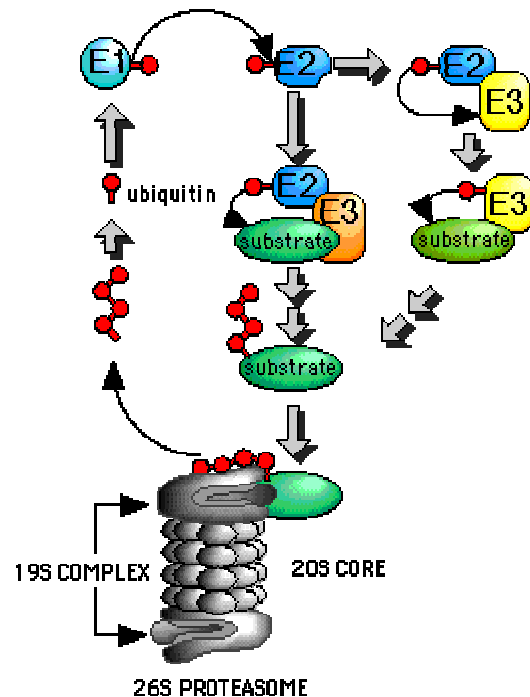 E1
E2
E2
E3
ubiquitin
E2
E3
substrate
E3
substrate
substrate
19S COMPLEX
20S CORE
26S PROTEASOME